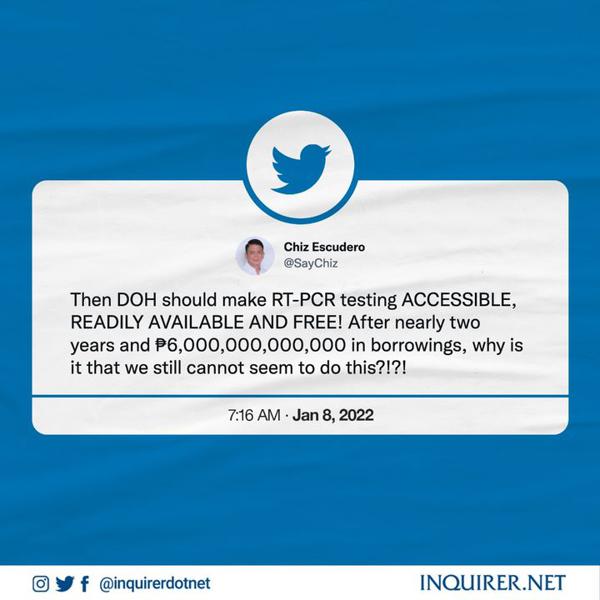 Chiz Escudero
@SayChiz
Then DOH should make RT-PCR testing ACCESSIBLE,
READILY AVAILABLE AND FREE! After nearly two
years and ₱6,000,000,000,000 in borrowings, why is
it that we still cannot seem to do this?!?!
7:16 AM · Jan 8, 2022
@inquirerdotnet
INQUIRER.NET